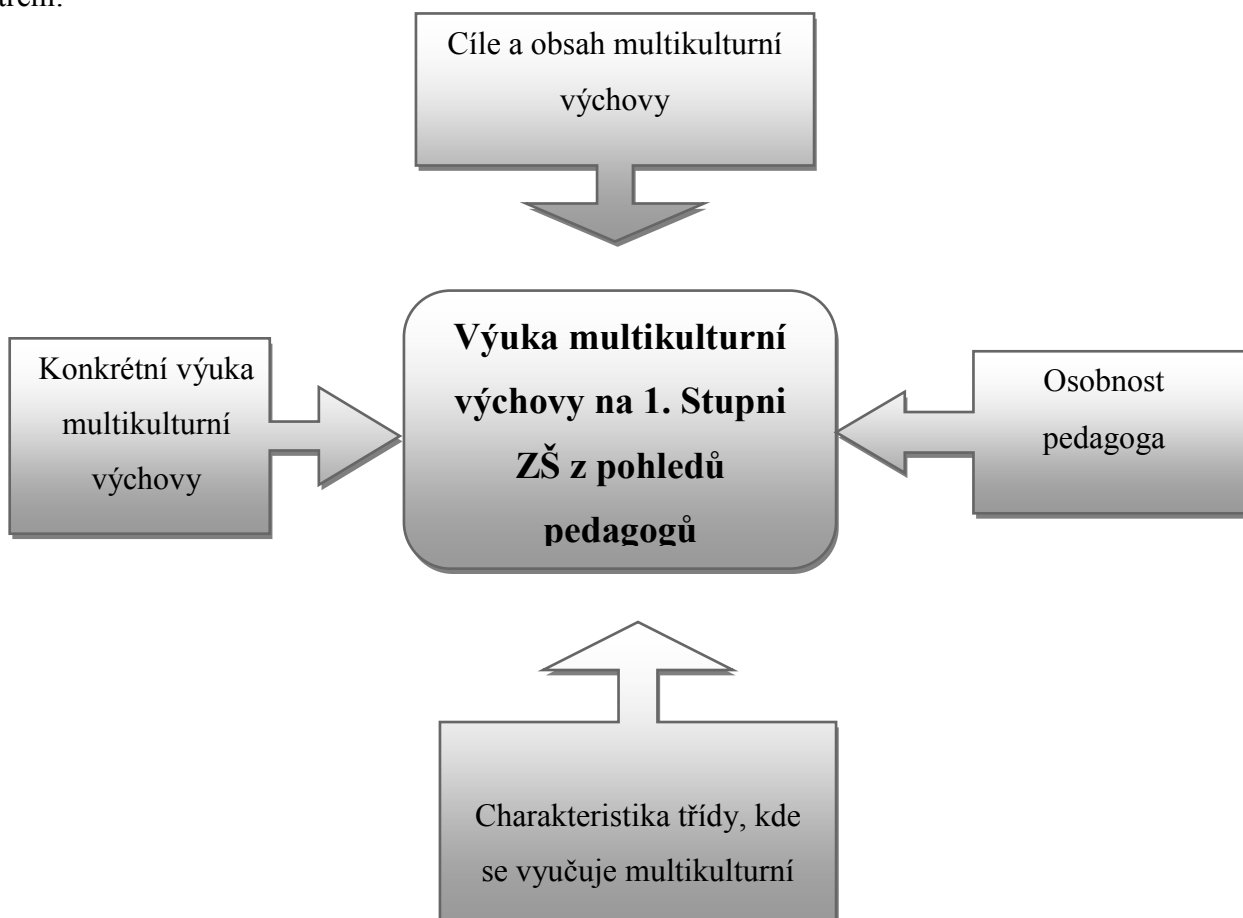 Cíle a obsah multikulturní
výchovy
Konkrétní výuka
multikulturní
výchovy
Výuka multikulturní
výchovy na 1. Stupni
ZŠ z pohledů
pedagogů
Osobnost
pedagoga
Charakteristika třídy, kde
se vyučuje multikulturní